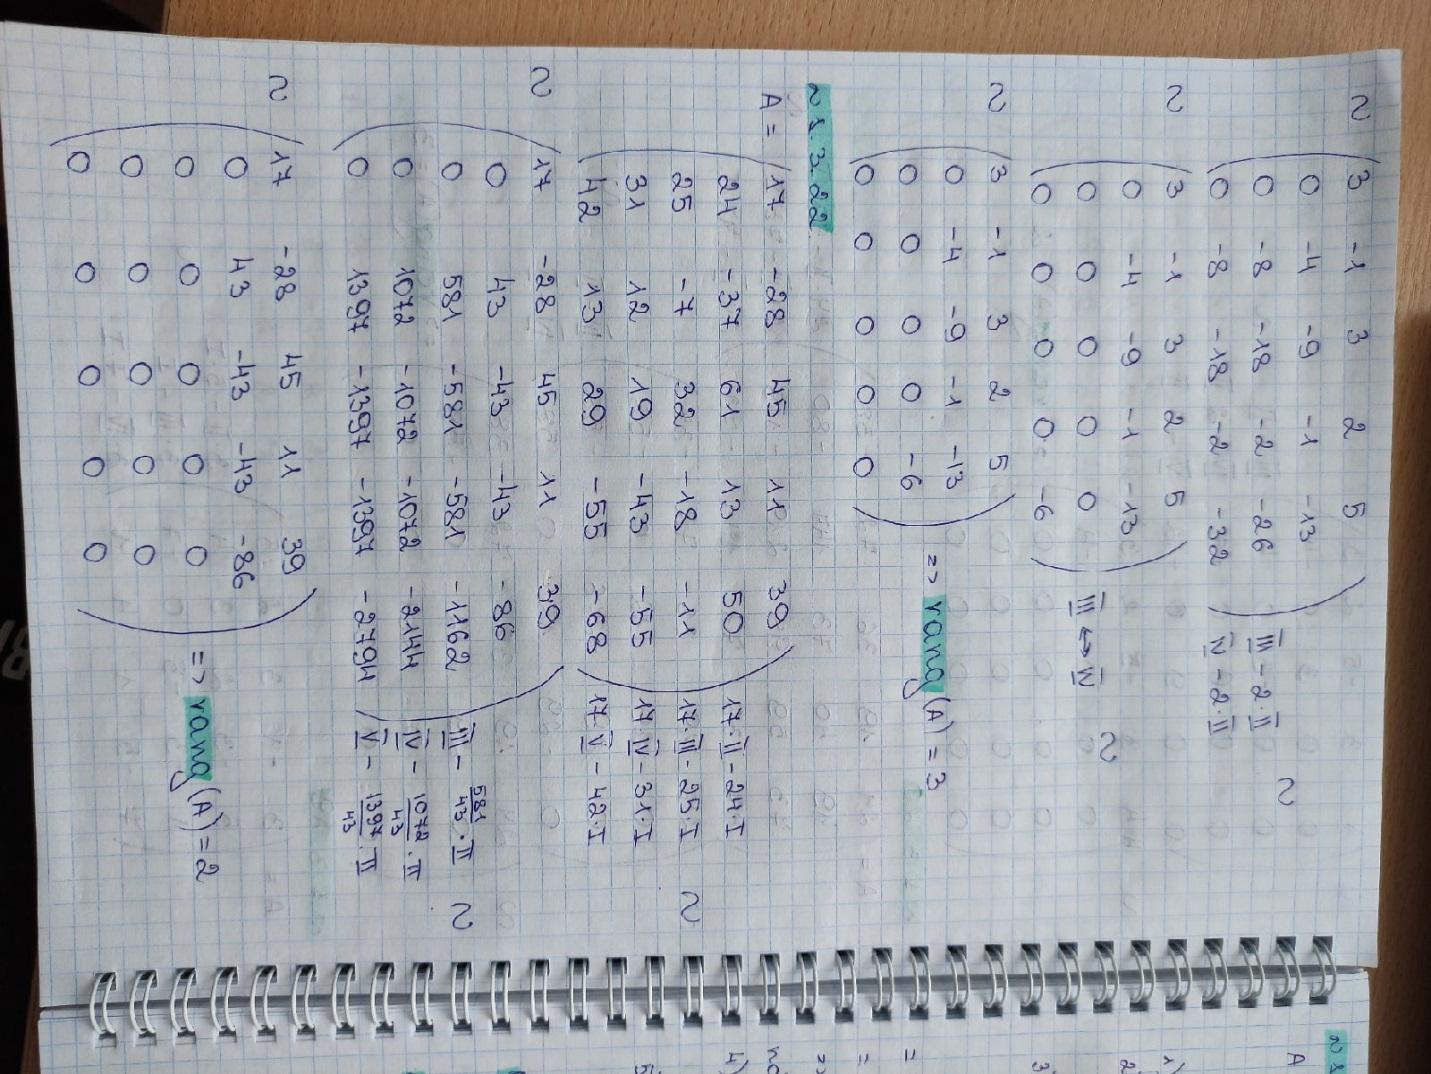 ~ 3 -1 3 2 5
0 -4 -9 -1 -13
0 -8 -18 -2 -26 III - 2·II
0 -8 -18 -2 -32 IV - 2·II ~
~ 3 -1 3 2 5
0 -4 -9 -1 -13
0 0 0 0 0 III ↔ IV
0 0 0 0 -6 ~
~ 3 -1 3 2 5
0 -4 -9 -1 -13
0 0 0 0 -6
0 0 0 0 0 => rang(A) = 3
~1.3.22.
A = 17 -28 45 11 39
24 -37 61 13 50 17·II - 24·I
25 -7 32 -18 -11 17·III - 25·I
31 12 19 -43 -55 17·IV - 31·I
42 13 29 -55 -68 17·V - 42·I ~
~ 17 -28 45 11 39
0 43 -43 -43 -86
0 581 -581 -581 -1162 III - 581/43·II
0 1072 -1072 -1072 -2144 IV - 1072/43·II
0 1397 -1397 -1397 -2794 V - 1397/43·II ~
~ 17 -28 45 11 39
0 43 -43 -43 -86
0 0 0 0 0
0 0 0 0 0
0 0 0 0 0 => rang(A) = 2